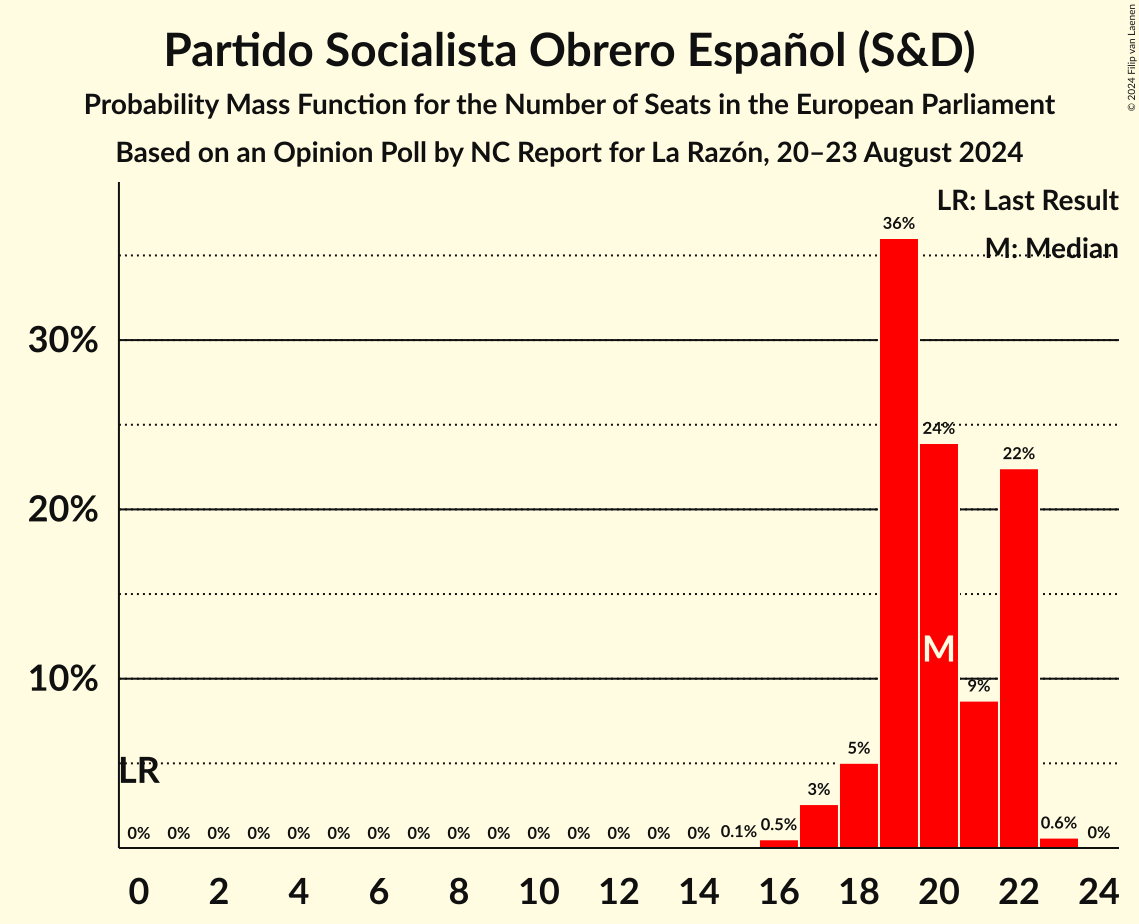 Partido Socialista Obrero Español (S&D)
Probability Mass Function for the Number of Seats in the European Parliament
Based on an Opinion Poll by NC Report for La Razón, 20–23 August 2024
© 2024 Filip van Laenen
LR: Last Result
M: Median
36%
30%
24%
22%
20%
M
10%
9%
LR
5%
3%
0% 0% 0% 0% 0% 0% 0% 0% 0% 0% 0% 0% 0% 0% 0% 0.1% 0.5% 0.6% 0%
0 2 4 6 8 10 12 14 16 18 20 22 24